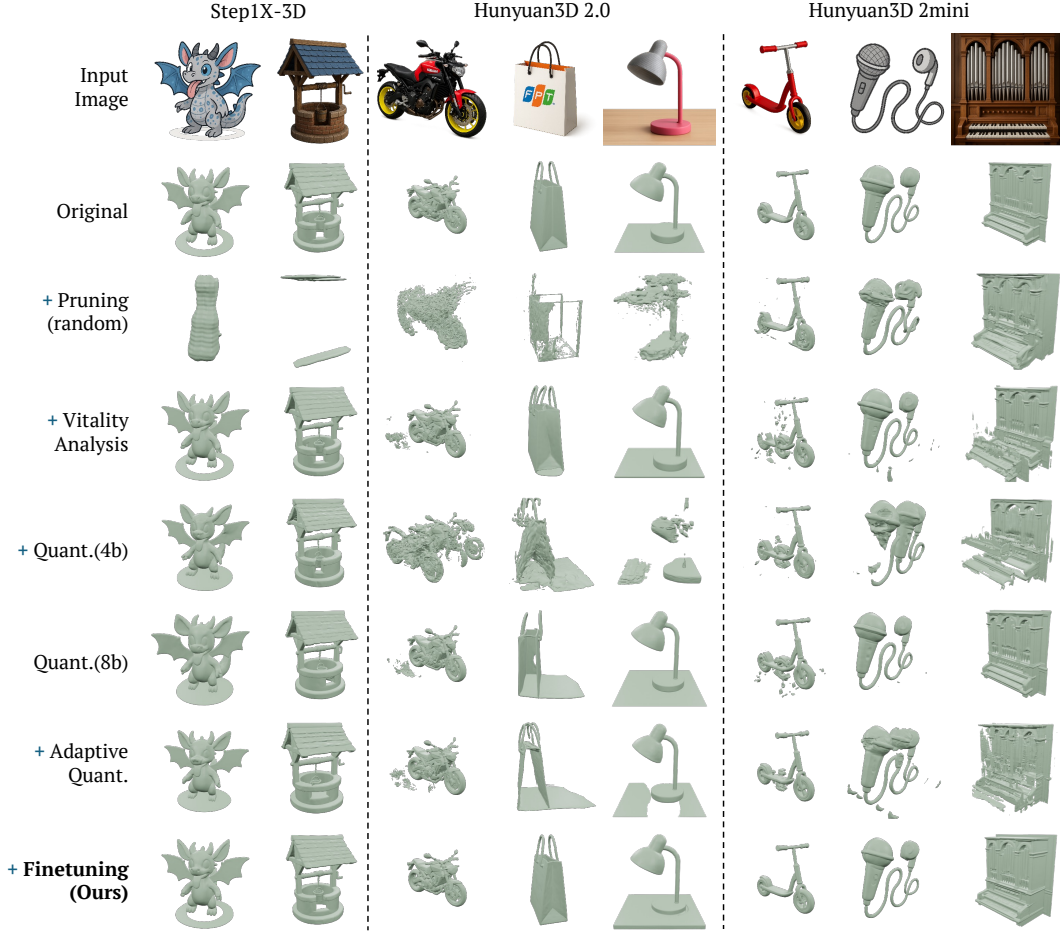 Step1X-3D
Hunyuan3D 2.0
Hunyuan3D 2mini
Input
Image
FPT
Original
+ Pruning
(random)
+ Vitality
Analysis
+ Quant.(4b)
Quant.(8b)
+ Adaptive
Quant.
+ Finetuning
(Ours)